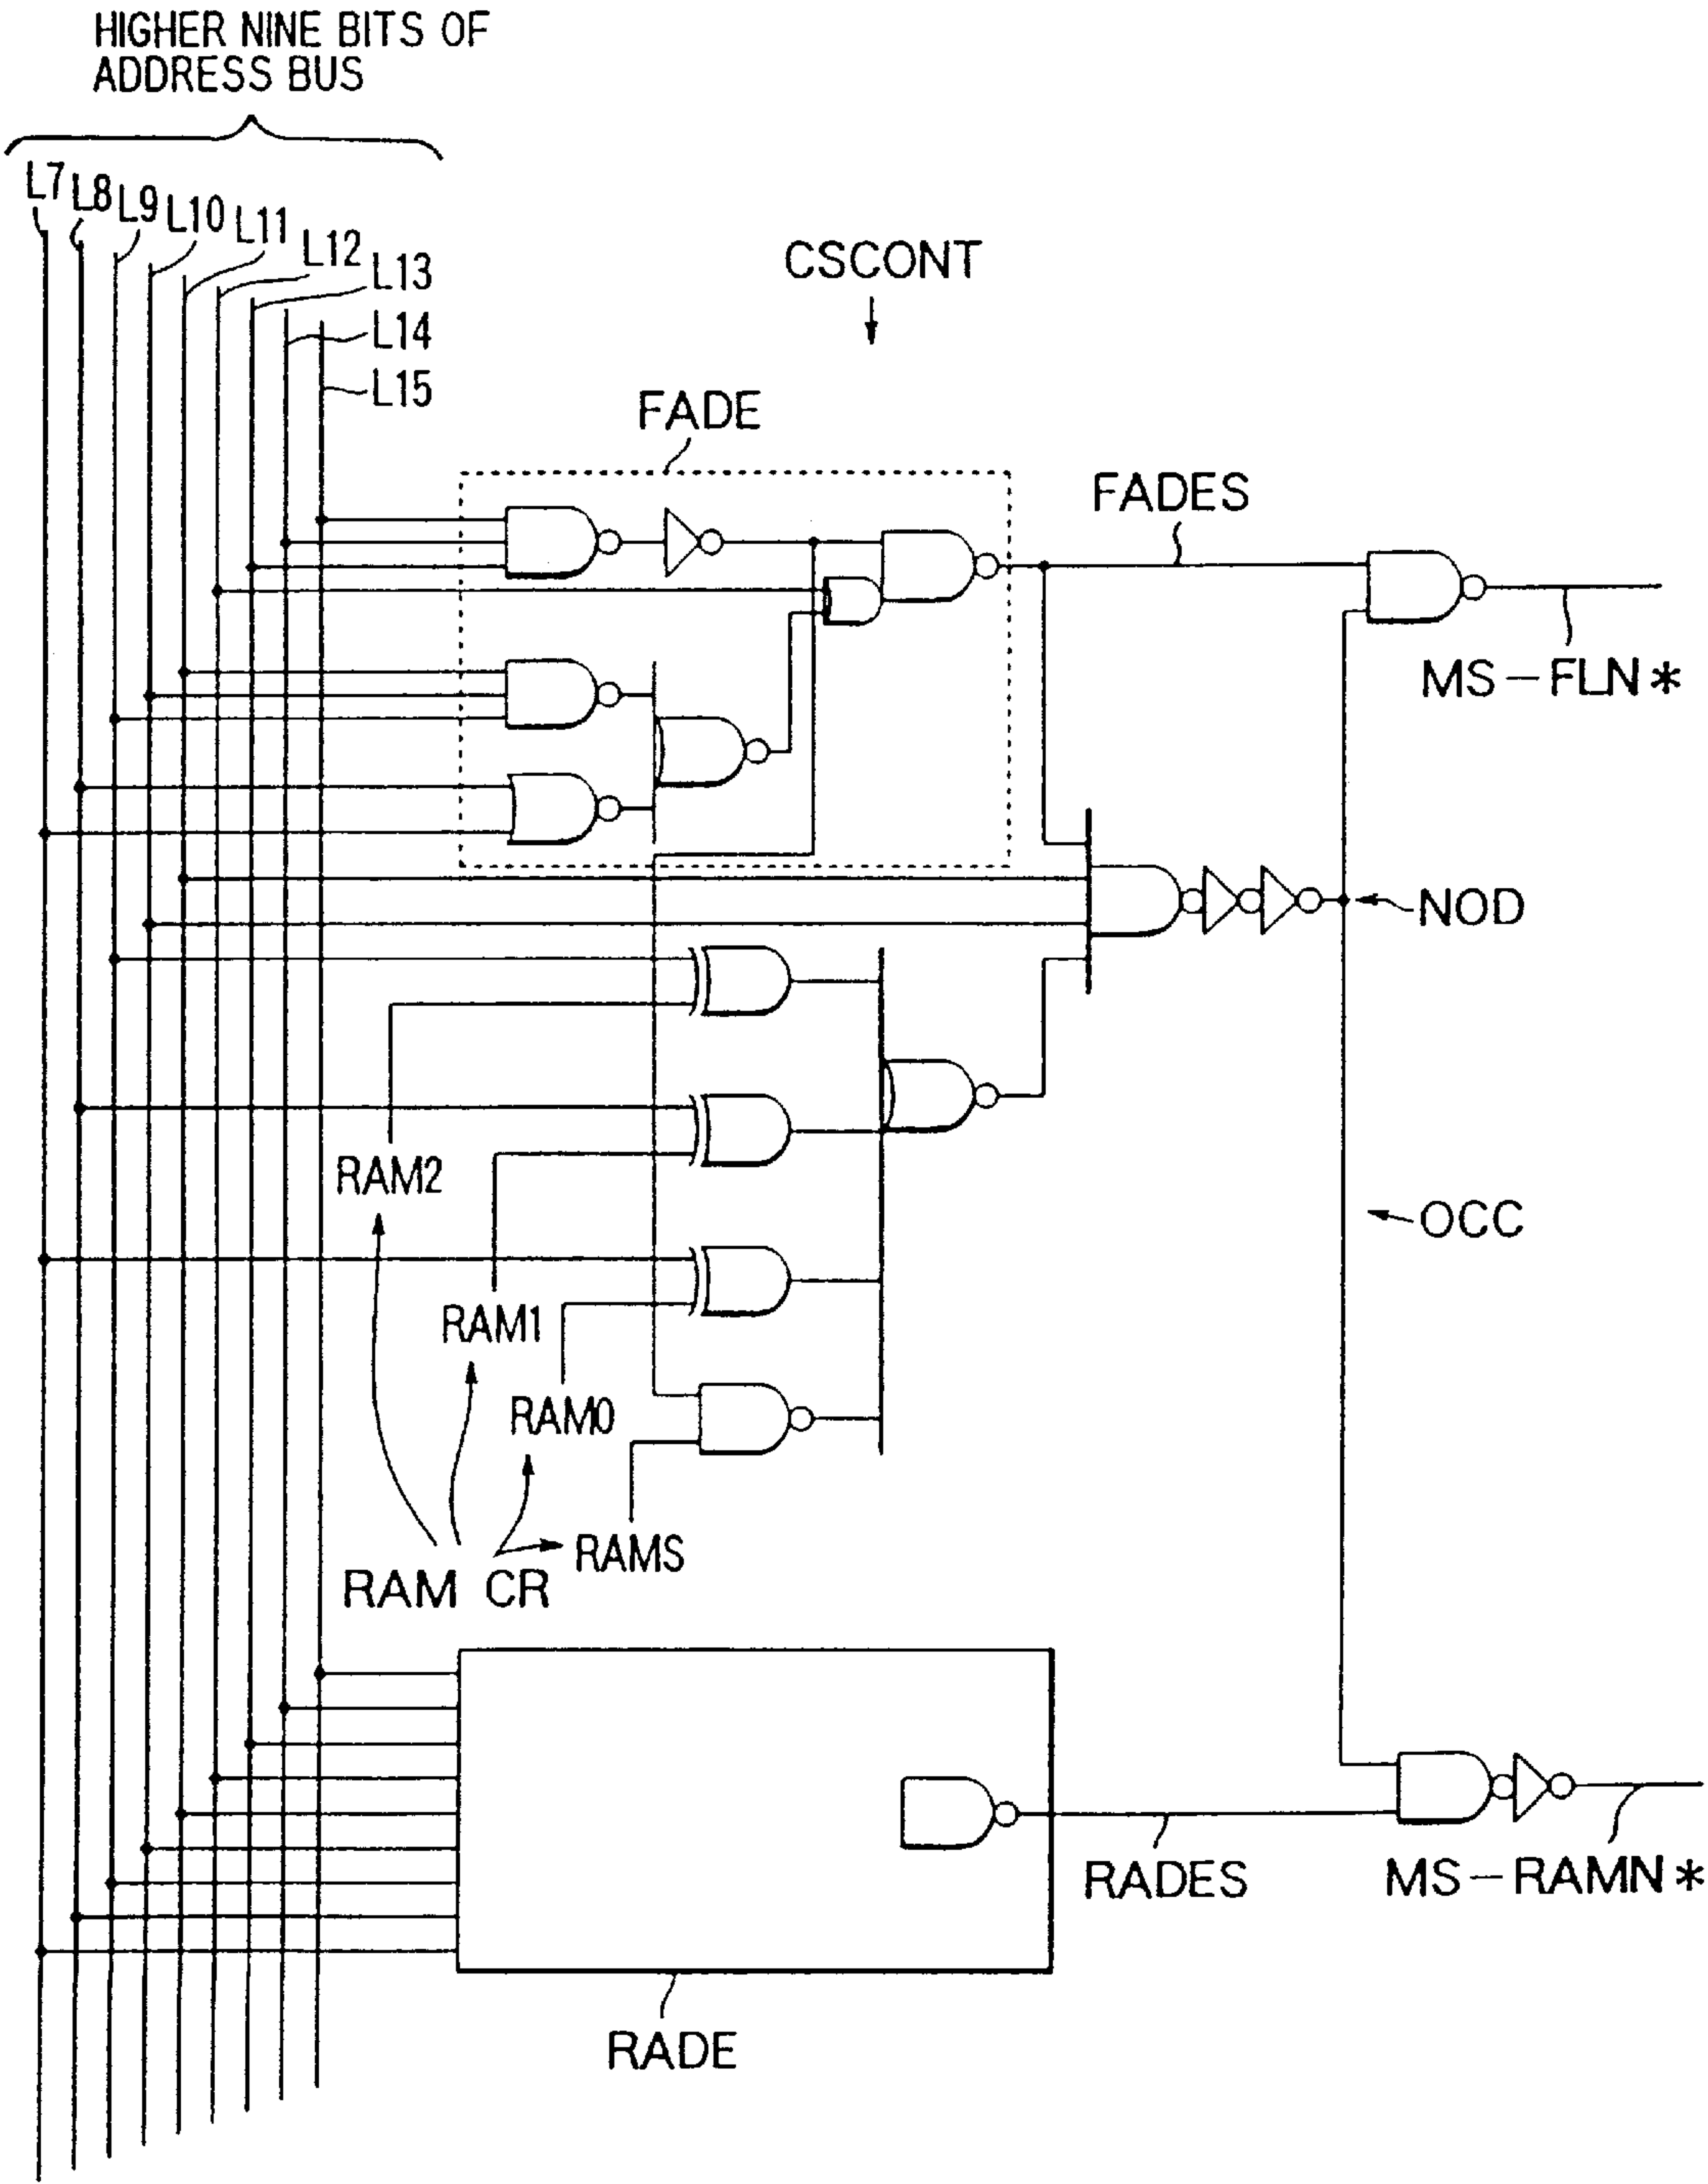 HIGHER NINE BITS OF
ADDRESS BUS
L7
L8
L9
L10
L11
L12
L13
L14
L15
CSCONT
FADE
FADES
MS-FLN*
NOD
OCC
RAM2
RAM1
RAM0
RAMS
RAM CR
RADES
MS-RAMN*
RADE